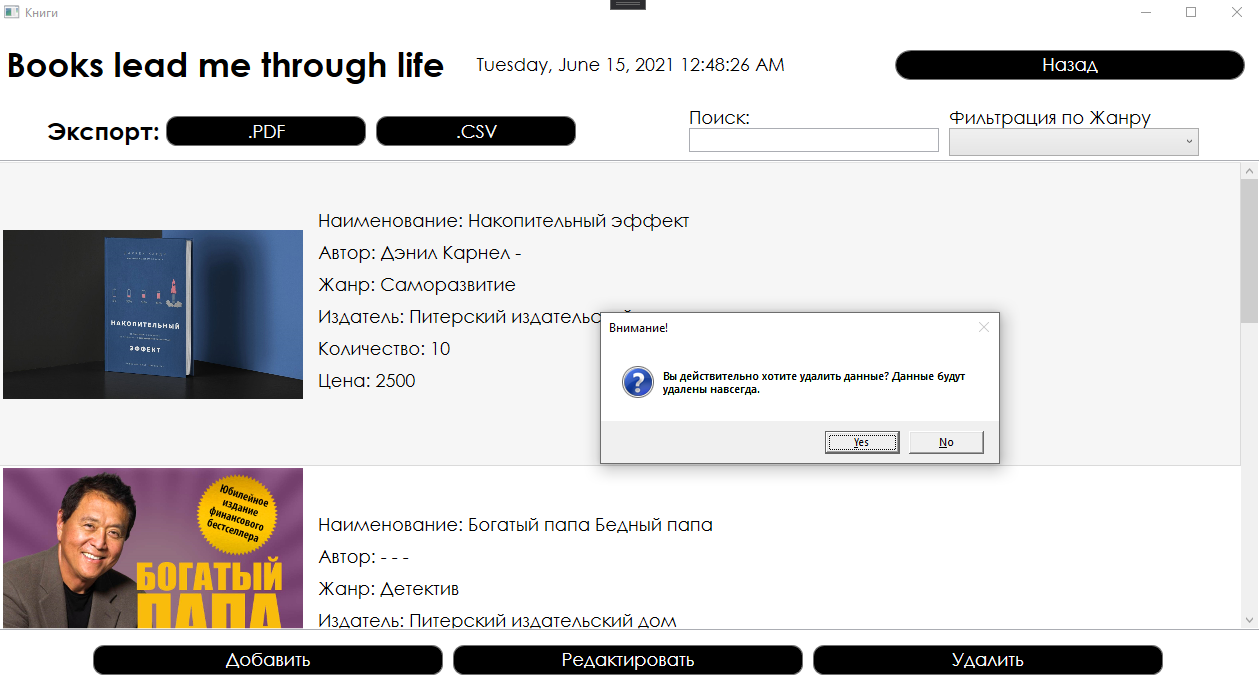 Книги
Books lead me through life
Tuesday, June 15, 2021 12:48:26 AM
Назад
Экспорт:
.PDF
.CSV
Поиск:
Фильтрация по Жанру
Наименование: Накопительный эффект
Автор: Дэнил Карнел -
Жанр: Саморазвитие
Издатель: Питерский издательс
Количество: 10
Цена: 2500
НАКОПИТЕЛЬНЫЙ
ЭФФЕКТ
Внимание!
Вы действительно хотите удалить данные? Данные будут
удалены навсегда.
Yes
No
Юбилейное
издание
финансового
бестселлера
БОГАТЫЙ
ПАПА
Наименование: Богатый папа Бедный папа
Автор: - - -
Жанр: Детектив
Издатель: Питерский издательский дом
Добавить
Редактировать
Удалить